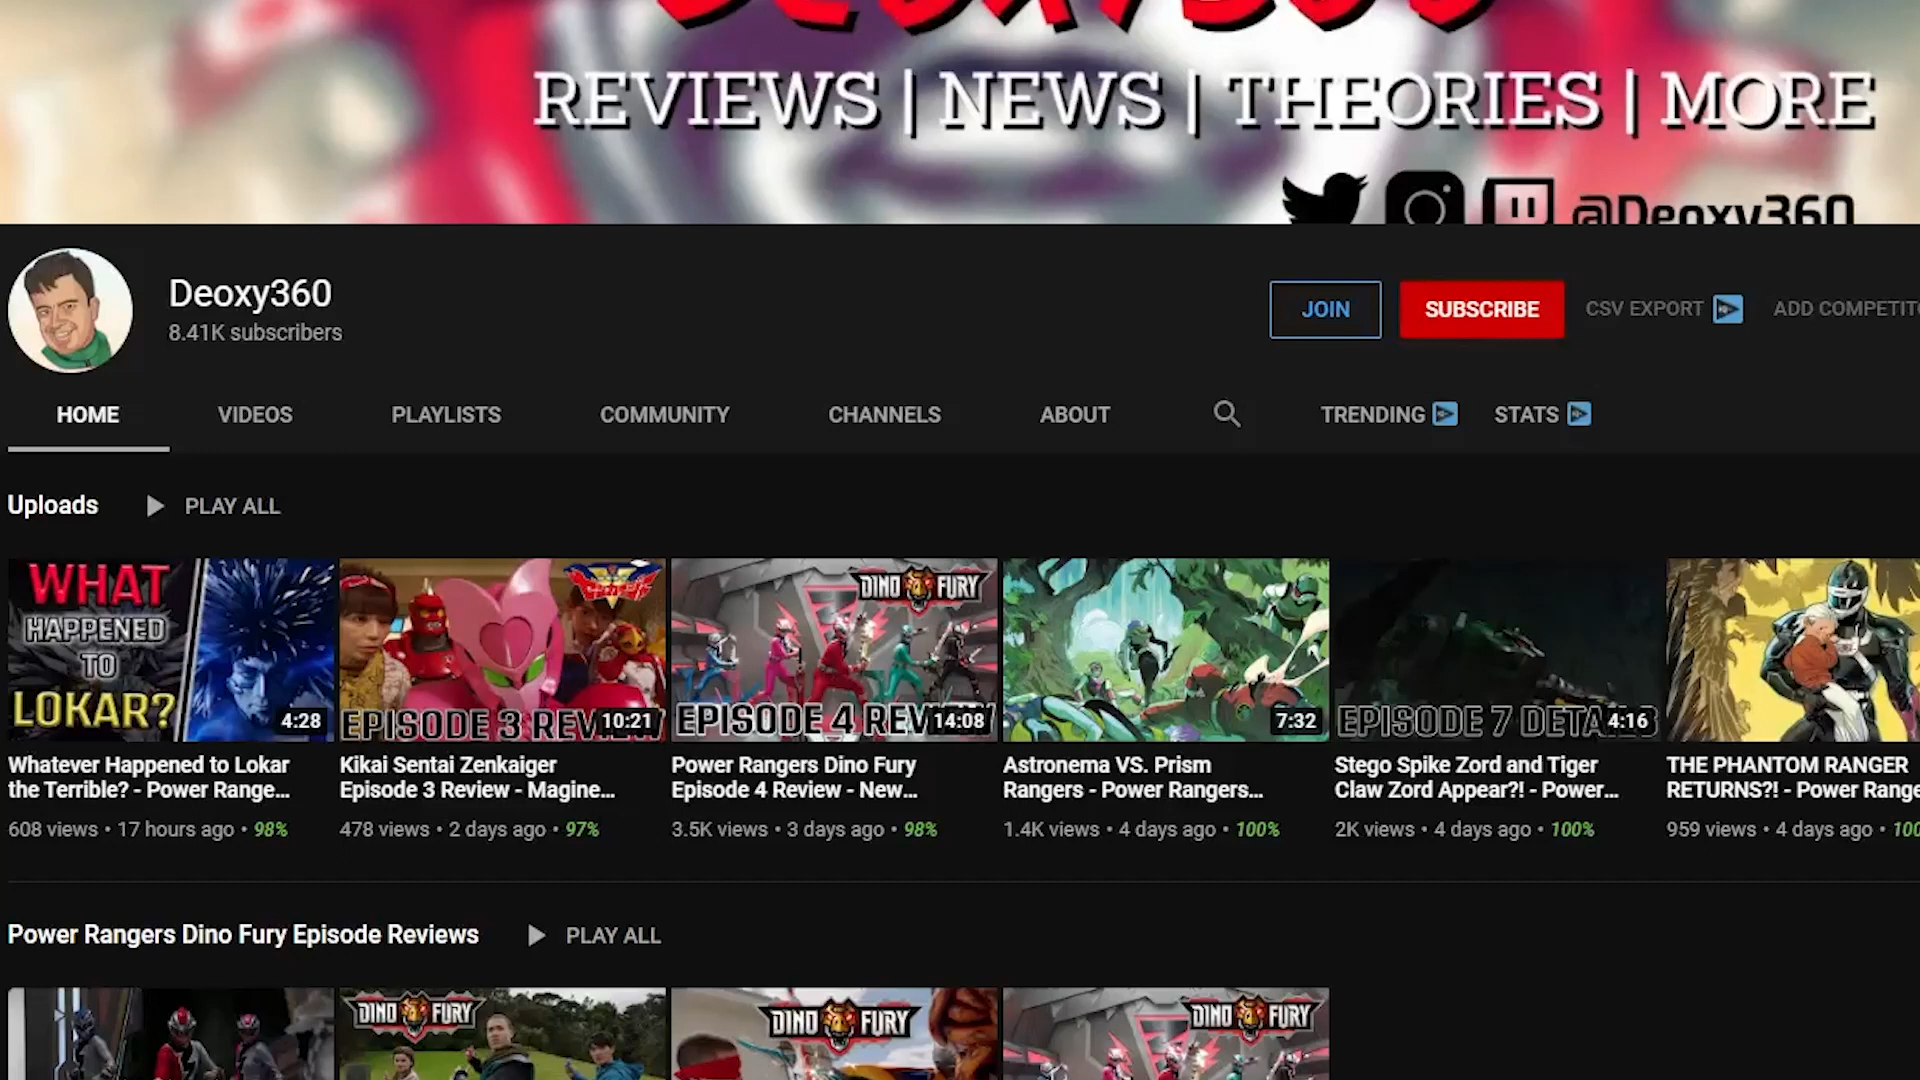 REVIEWS | NEWS | THEORIES | MORE
@Deoxy360
Deoxy360
8.41K subscribers
JOIN
SUBSCRIBE
CSV EXPORT
HOME
VIDEOS
PLAYLISTS
COMMUNITY
CHANNELS
ABOUT
TRENDING
STATS
Uploads
PLAY ALL
WHAT
HAPPENED
TO
LOKAR?
4:28
EPISODE 3
10:21
DINO FURY
EPISODE 4
14:08
7:32
EPISODE 7
4:16
Whatever Happened to Lokar
the Terrible? - Power Range...
608 views • 17 hours ago • 98%
Kikai Sentai Zenkaiger
Episode 3 Review - Magine...
478 views • 2 days ago • 97%
Power Rangers Dino Fury
Episode 4 Review - New...
3.5K views • 3 days ago • 98%
Astronema VS. Prism
Rangers - Power Rangers...
1.4K views • 4 days ago • 100%
Stego Spike Zord and Tiger
Claw Zord Appear?! - Power...
2K views • 4 days ago • 100%
THE PHANTOM RANGER
RETURNS?! - Power Range
959 views • 4 days ago •
Power Rangers Dino Fury Episode Reviews
PLAY ALL
DINO FURY
DINO FURY
DINO FURY